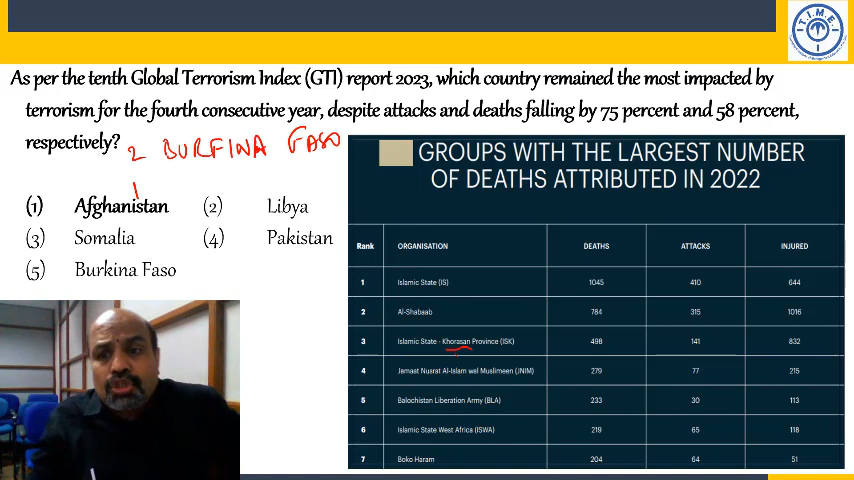 T.I.M.E.
As per the tenth Global Terrorism Index (GTI) report 2023, which country remained the most impacted by
terrorism for the fourth consecutive year, despite attacks and deaths falling by 75 percent and 58 percent,
respectively?
2 BURFINA FASO
1
(1) Afghanistan (2) Libya
(3) Somalia (4) Pakistan
(5) Burkina Faso
GROUPS WITH THE LARGEST NUMBER
OF DEATHS ATTRIBUTED IN 2022
Rank ORGANISATION DEATHS ATTACKS INJURED
1 Islamic State (IS) 1045 410 644
2 Al-Shabaab 784 315 1016
3 Islamic State - Khorasan Province (ISK) 498 141 832
4 Jamaat Nusrat Al-Islam wal Muslimeen (JNIM) 279 77 215
5 Balochistan Liberation Army (BLA) 233 30 113
6 Islamic State West Africa (ISWA) 219 65 118
7 Boko Haram 204 64 51